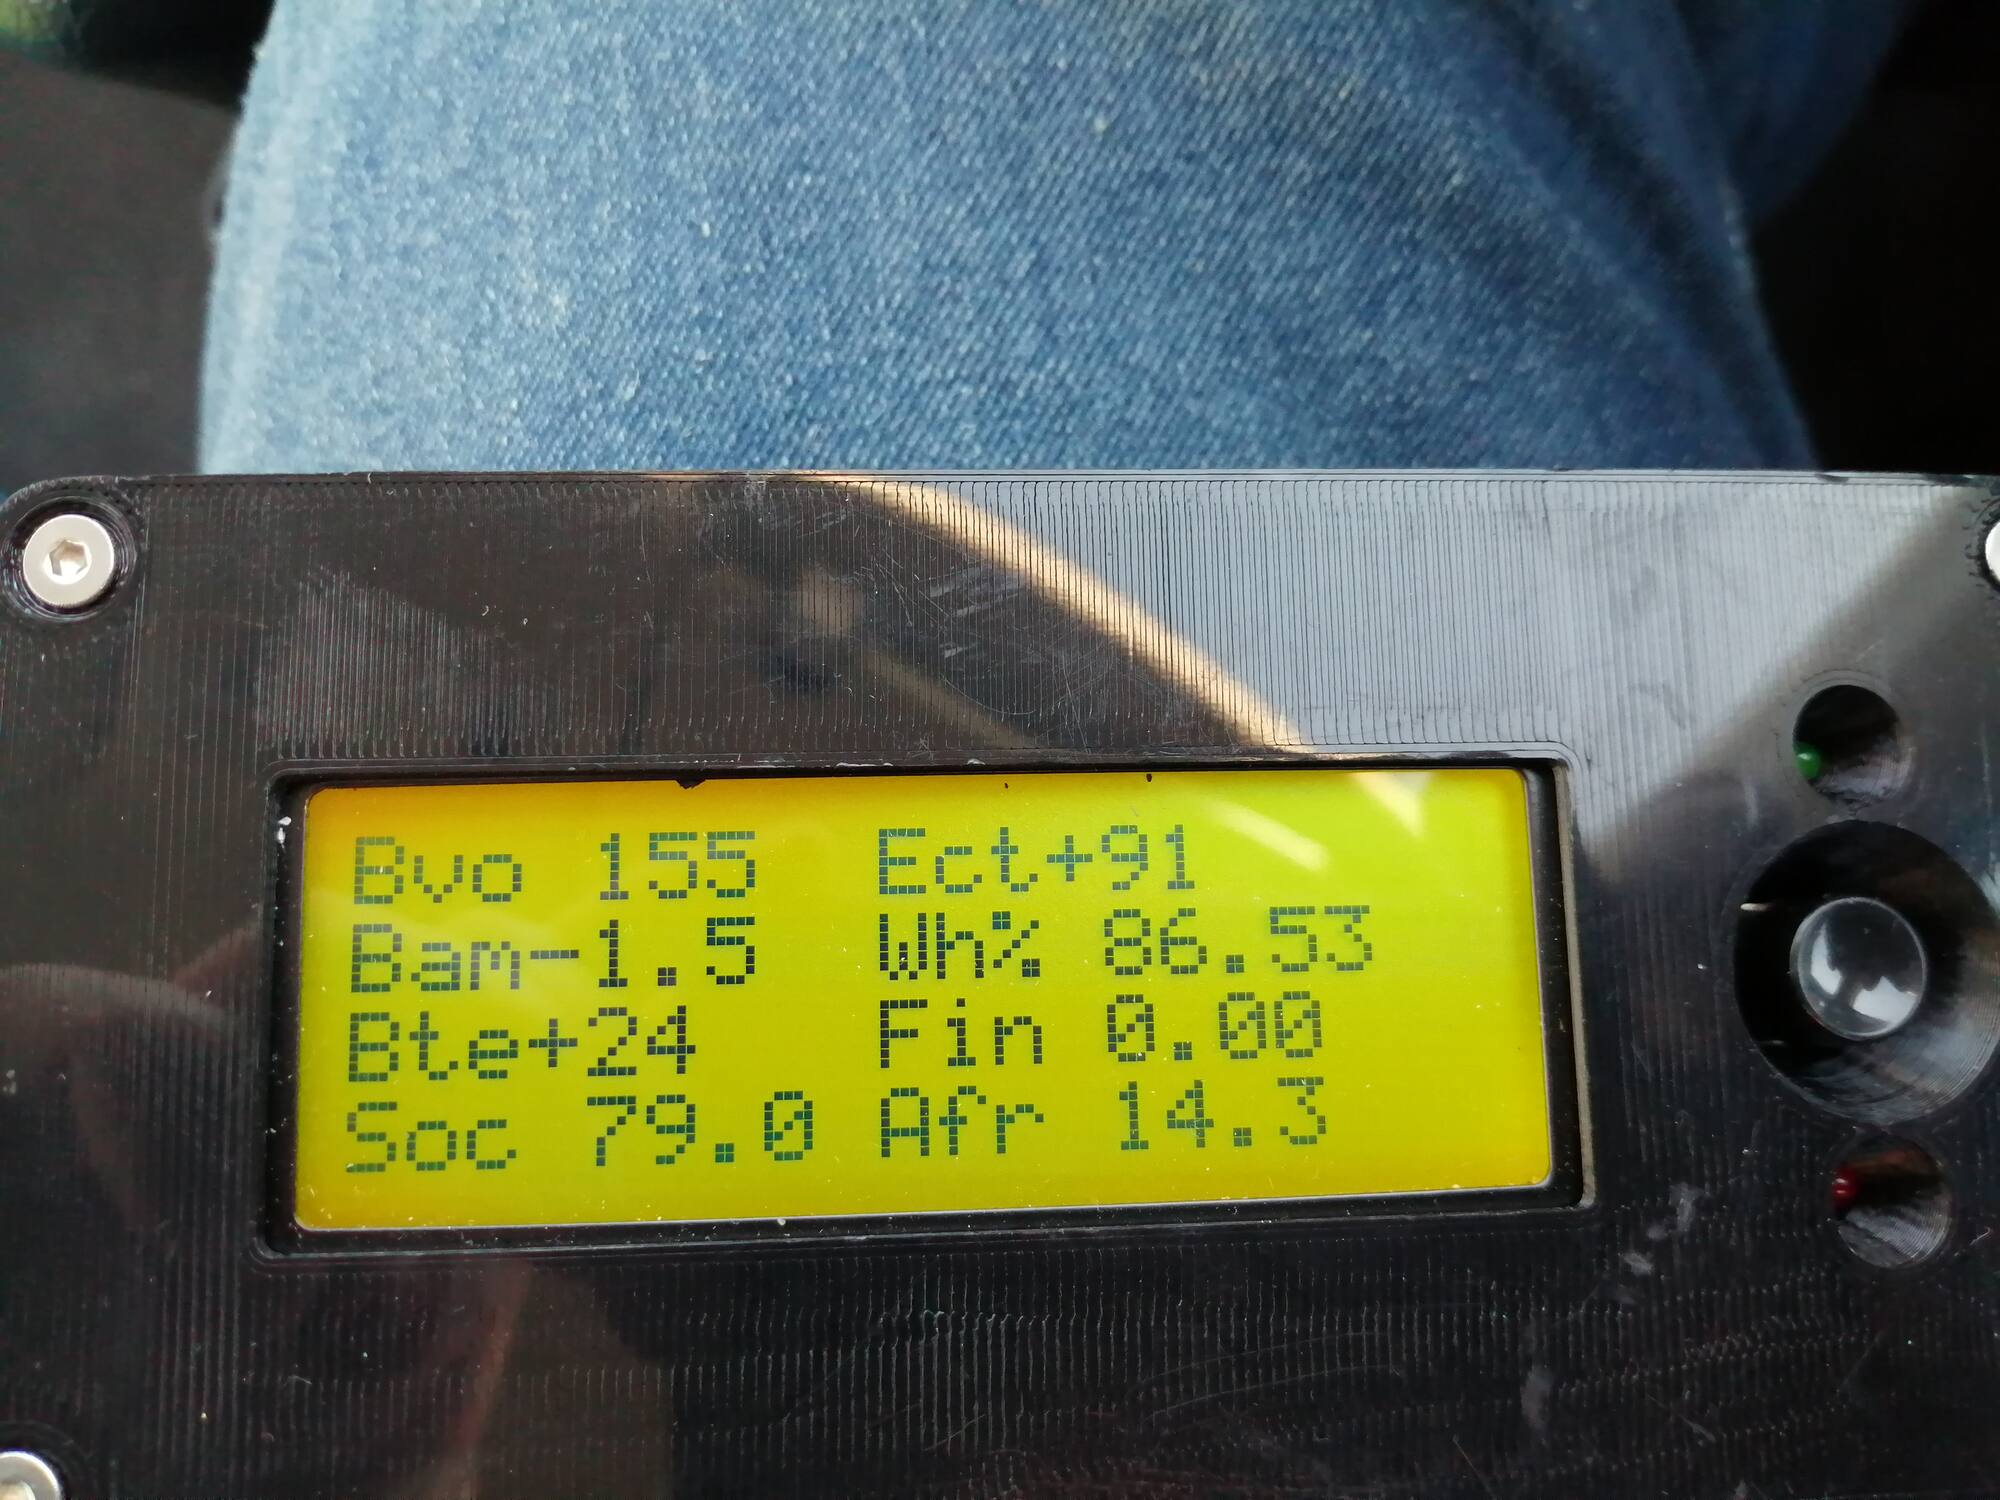 Bvo 155 Ect+91
Bam-1.5 Wh% 86.53
Bte+24 Fin 0.00
Soc 79.0 Afr 14.3